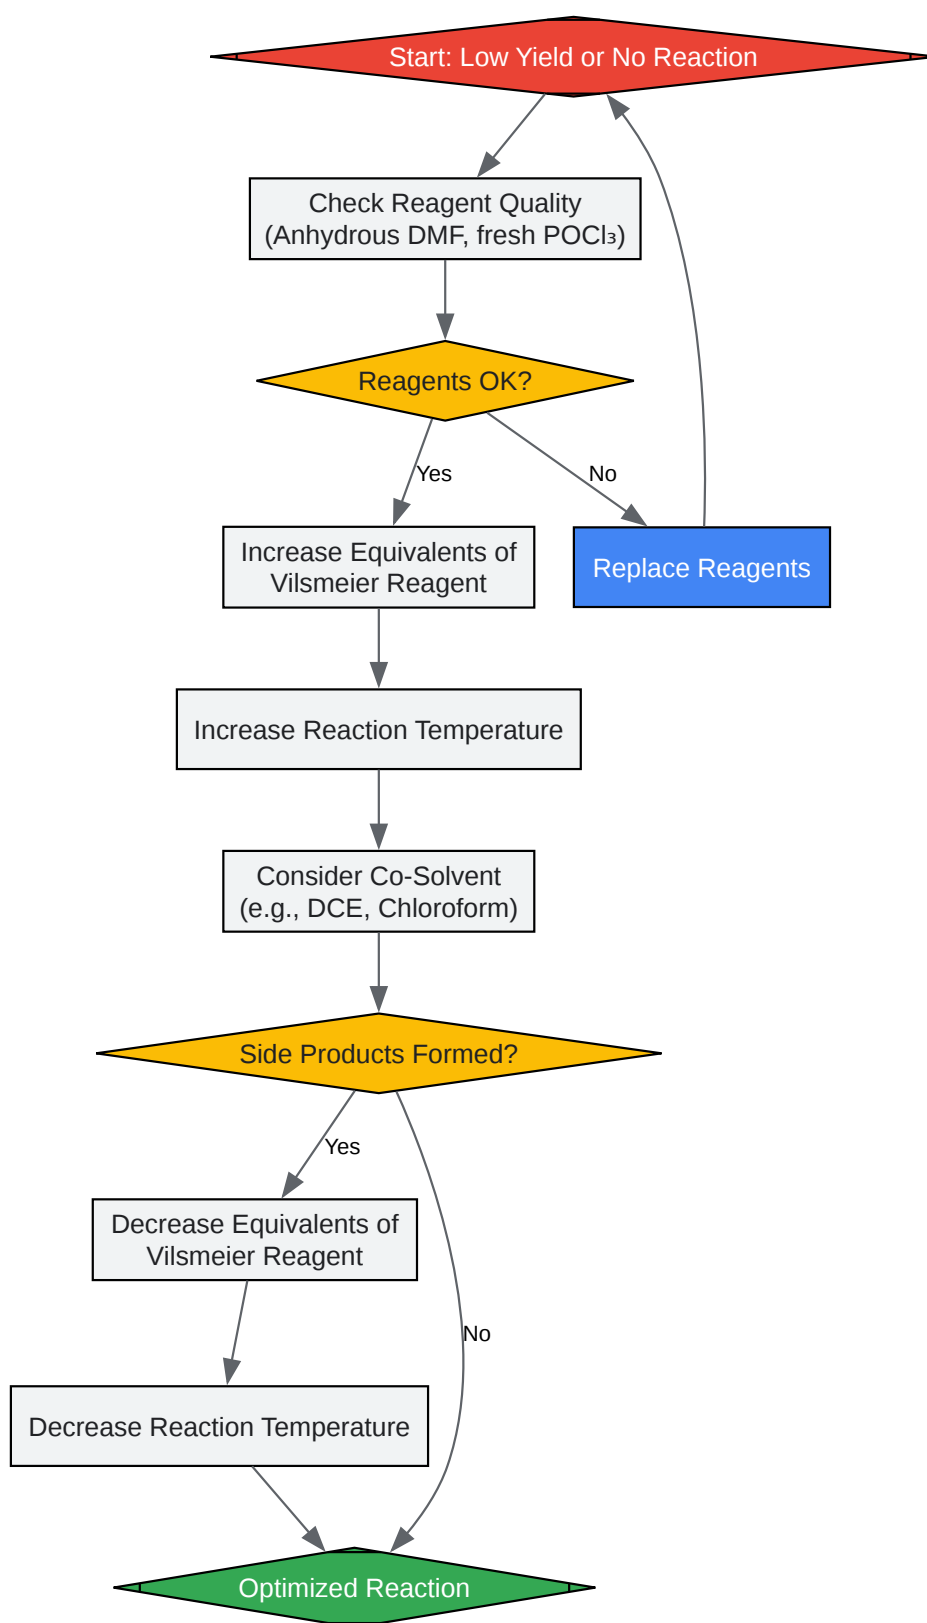 Start: Low Yield or No Reaction
Check Reagent Quality
(Anhydrous DMF, fresh POCl₃)
Reagents OK?
Yes
No
Increase Equivalents of
Vilsmeier Reagent
Replace Reagents
Increase Reaction Temperature
Consider Co-Solvent
(e.g., DCE, Chloroform)
Side Products Formed?
Yes
Decrease Equivalents of
Vilsmeier Reagent
No
Decrease Reaction Temperature
Optimized Reaction